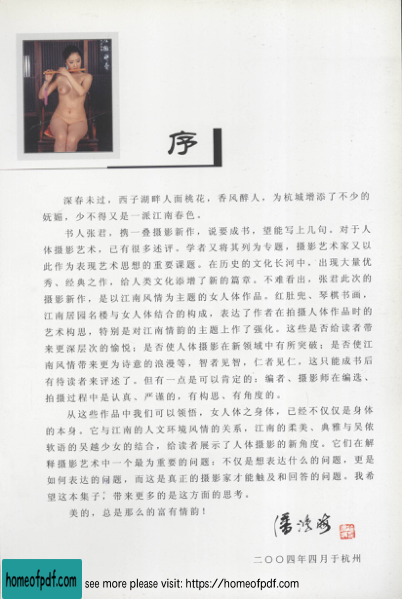 序
深春未过，西子湖畔人面桃花，香风醉人，为杭城增添了不少的
妩媚，少不得又是一派江南春色。
书人张君，携一叠摄影新作，说要成书，望能写上几句。对于人
体摄影艺术，已有很多述评。学者又将其列为专题，摄影艺术家又以
此作为表现艺术思想的重要课题。在历史的文化长河中，出现大量优
秀、经典之作，给人类文化添增了新的篇章。不难看出，张君此次的
摄影新作，是以江南风情为主题的女人体作品。红肚兜、琴棋书画，
江南居园名楼与女人体结合的构成，表达了作者在拍摄人体作品时的
艺术构思，特别是对江南情韵的主题上作了强化。这些是否给读者带
来更深层次的愉悦；是否使人体摄影在新领域中有所突破；是否使江
南风情带来更为诗意的浪漫等，智者见智，仁者见仁，这只能成书后
有待读者来评述了。但有一点是可以肯定的：编者、摄影师在编选、
拍摄过程中是认真、严谨的，有构思、有角度的。
从这些作品中我们可以领悟，女人体之身体，已经不仅仅是身体
的本身。它与江南的人文环境风情的关系，江南的柔美、典雅与吴侬
软语的吴越少女的结合，给读者展示了人体摄影的新角度。它们在解
释摄影艺术中一个最为重要的问题：不仅是想表达什么的问题，更是
如何表达的问题，而这是真正的摄影家才能触及和回答的问题。我希
望这本集子，带来更多的是这方面的思考。
美的，总是那么的富有情韵！
二〇〇四年四月于杭州
homeofpdf.com
see more please visit: https://homeofpdf.com